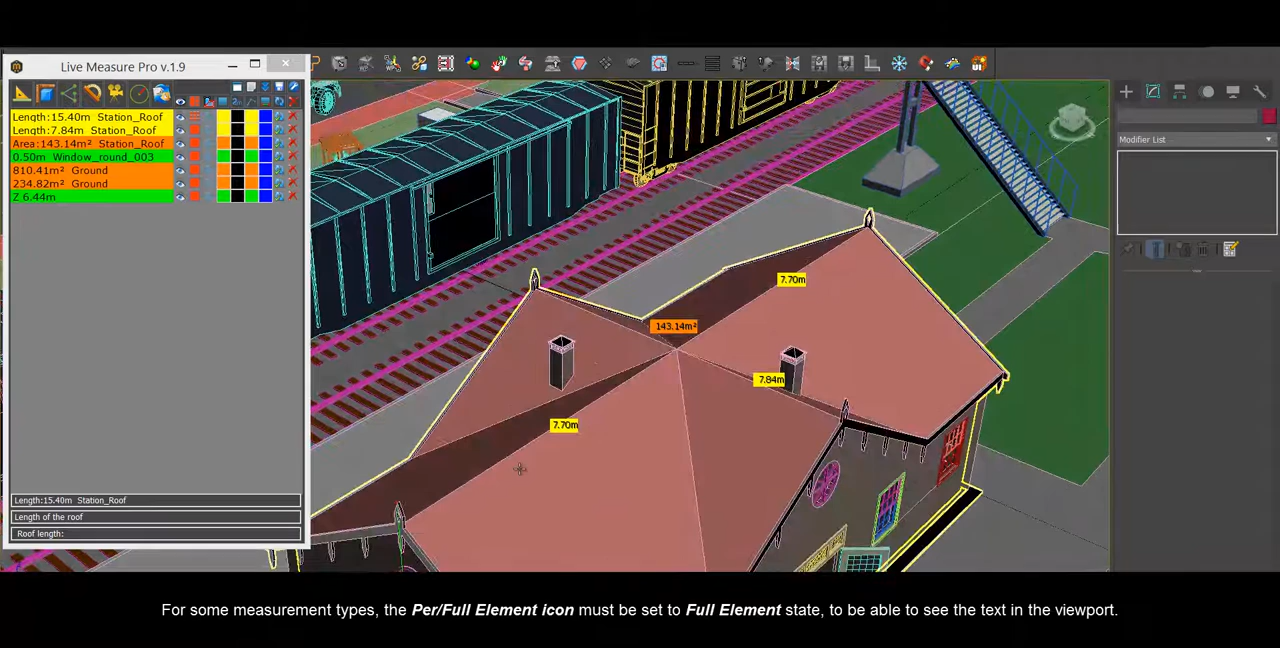 Live Measure Pro v.1.9
Length:15.40m Station_Roof
Length:7.84m Station_Roof
Area:143.14m² Station_Roof
0.50m Window_round_003
810.41m² Ground
234.82m² Ground
Z 6.44m
Modifier List
7.70m
143.14m²
7.84m
7.70m
Length:15.40m Station_Roof
Length of the roof
Roof length:
For some measurement types, the Per/Full Element icon must be set to Full Element state, to be able to see the text in the viewport.